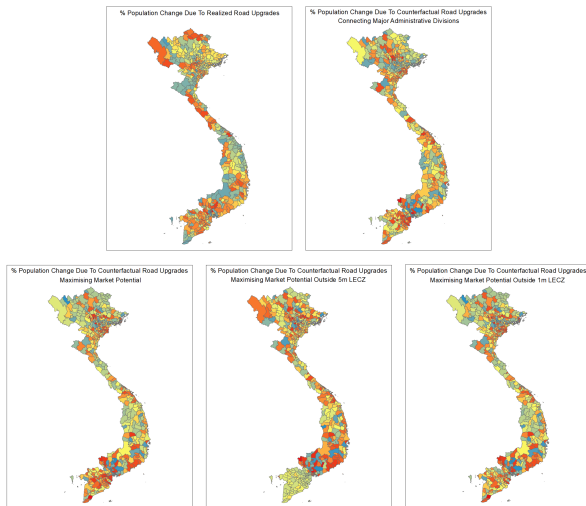 % Population Change Due To Realized Road Upgrades
% Population Change Due To Counterfactual Road Upgrades
Connecting Major Administrative Divisions
% Population Change Due To Counterfactual Road Upgrades
Maximising Market Potential
% Population Change Due To Counterfactual Road Upgrades
Maximising Market Potential Outside 5m LECZ
% Population Change Due To Counterfactual Road Upgrades
Maximising Market Potential Outside 1m LECZ